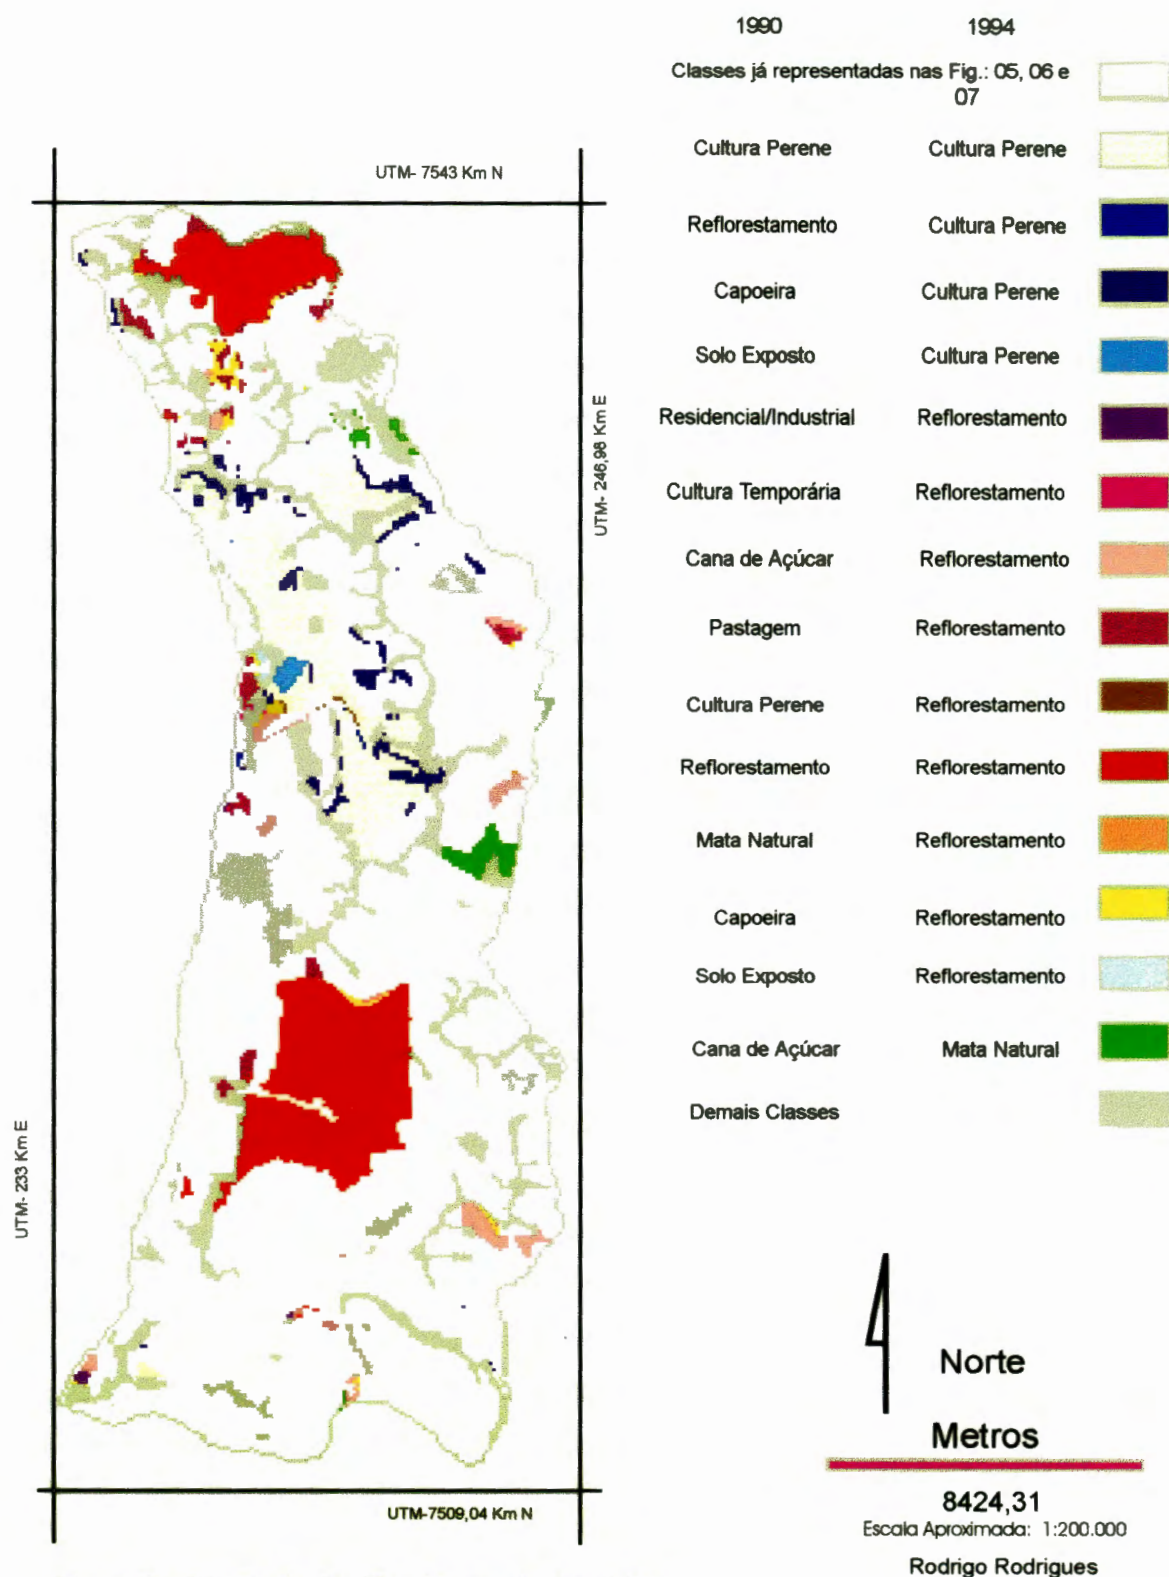 1990 1994
Classes já representadas nas Fig.: 05, 06 e
07
Cultura Perene Cultura Perene
Reflorestamento Cultura Perene
Capoeira Cultura Perene
Solo Exposto Cultura Perene
Residencial/Industrial Reflorestamento
Cultura Temporária Reflorestamento
Cana de Açúcar Reflorestamento
Pastagem Reflorestamento
Cultura Perene Reflorestamento
Reflorestamento Reflorestamento
Mata Natural Reflorestamento
Capoeira Reflorestamento
Solo Exposto Reflorestamento
Cana de Açúcar Mata Natural
Demais Classes
UTM- 7543 Km N
UTM- 246,98 Km E
UTM- 233 Km E
UTM-7509,04 Km N
Norte
Metros
8424,31
Escala Aproximada: 1:200.000
Rodrigo Rodrigues